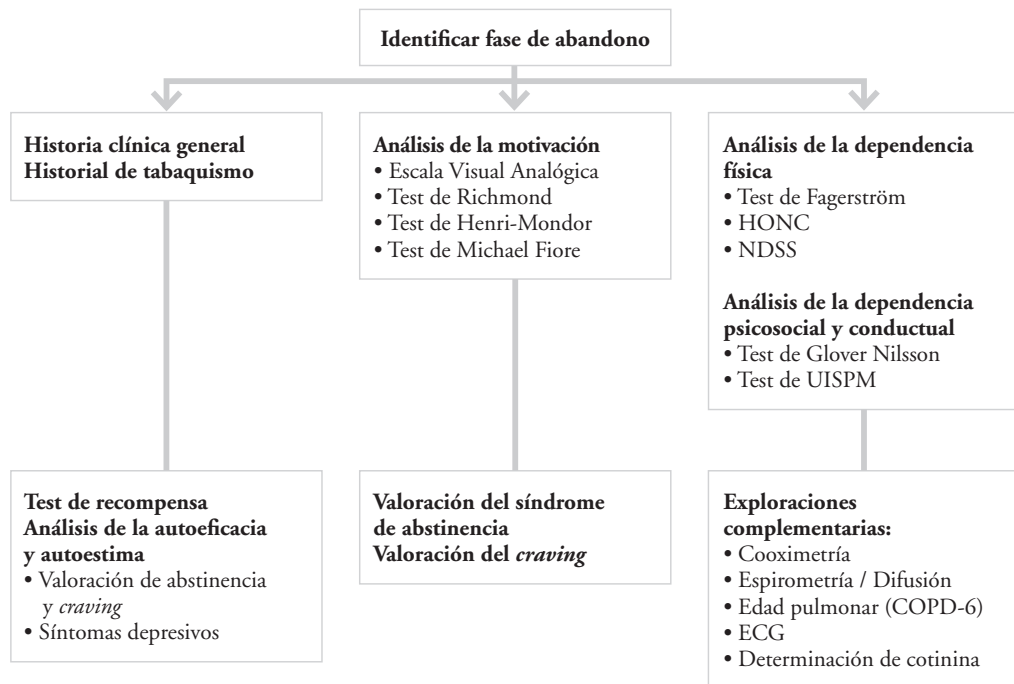 Identificar fase de abandono
Historia clínica general
Historial de tabaquismo
Análisis de la motivación
• Escala Visual Analógica
• Test de Richmond
• Test de Henri-Mondor
• Test de Michael Fiore
Análisis de la dependencia
física
• Test de Fagerström
• HONC
• NDSS
Análisis de la dependencia
psicosocial y conductual
• Test de Glover Nilsson
• Test de UISPM
Test de recompensa
Análisis de la autoeficacia
y autoestima
• Valoración de abstinencia
y craving
• Síntomas depresivos
Valoración del síndrome
de abstinencia
Valoración del craving
Exploraciones
complementarias:
• Cooximetría
• Espirometría / Difusión
• Edad pulmonar (COPD-6)
• ECG
• Determinación de cotinina